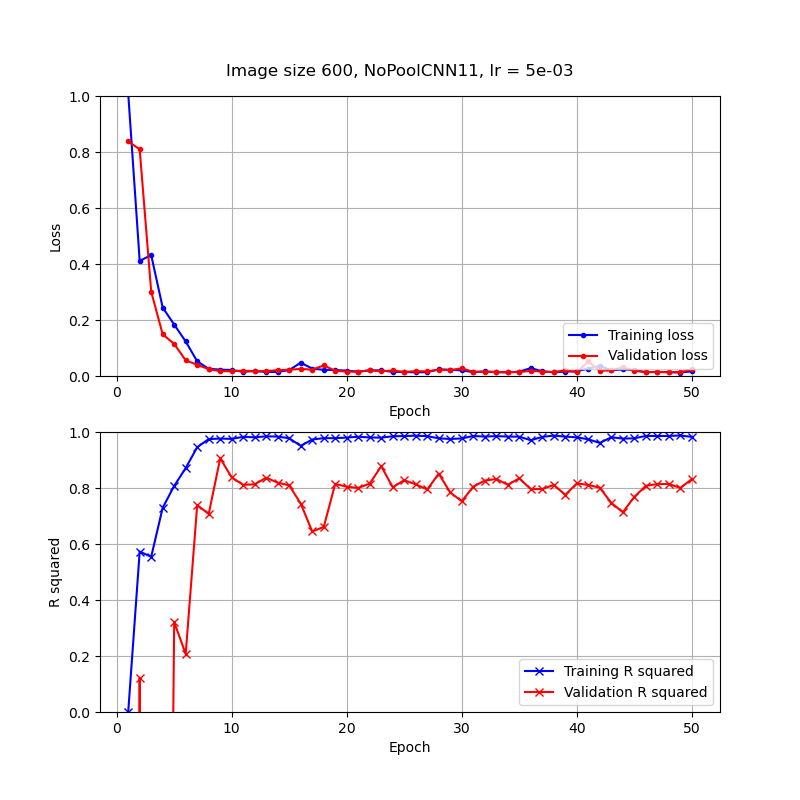 Image size 600, NoPoolCNN11, lr = 5e-03
1.0
0.8
0.6
0.4
0.2
0.0
Loss
0 10 20 30 40 50
Epoch
Training loss
Validation loss
1.0
0.8
0.6
0.4
0.2
0.0
R squared
0 10 20 30 40 50
Epoch
Training R squared
Validation R squared